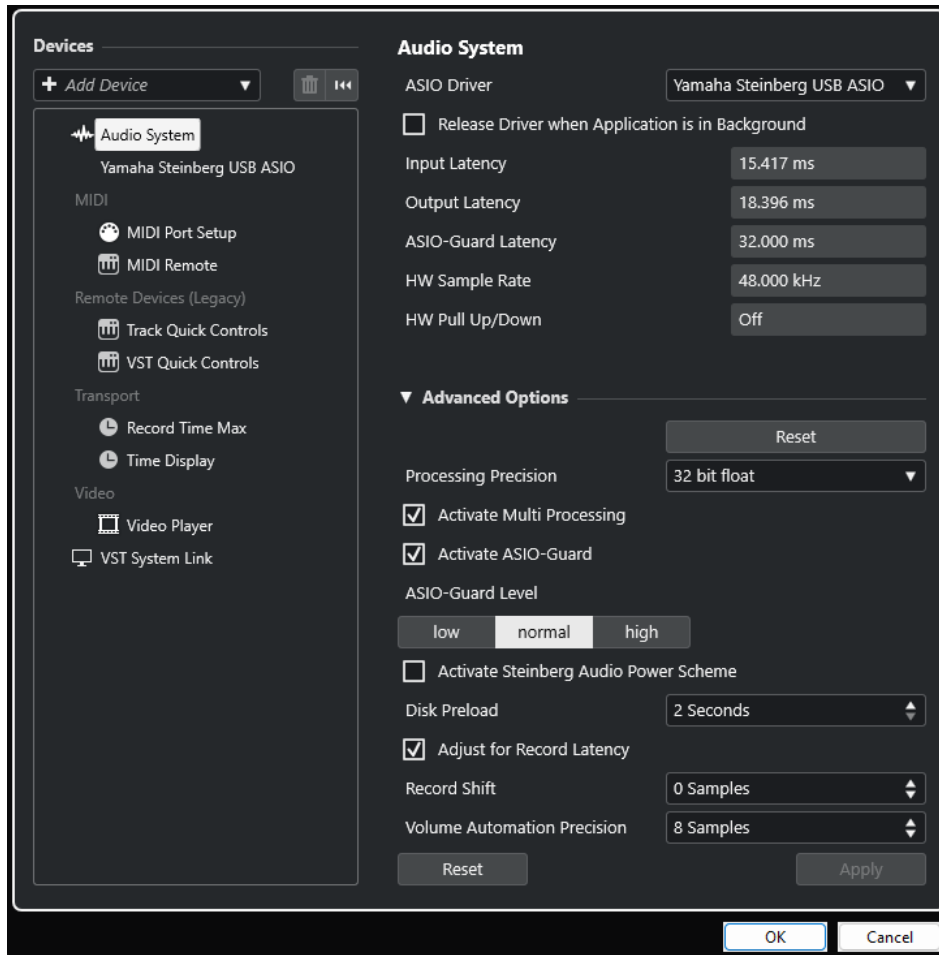 Devices
Add Device
Audio System
Yamaha Steinberg USB ASIO
MIDI
MIDI Port Setup
MIDI Remote
Remote Devices (Legacy)
Track Quick Controls
VST Quick Controls
Transport
Record Time Max
Time Display
Video
Video Player
VST System Link
Audio System
ASIO Driver Yamaha Steinberg USB ASIO
Release Driver when Application is in Background
Input Latency 15.417 ms
Output Latency 18.396 ms
ASIO-Guard Latency 32.000 ms
HW Sample Rate 48.000 kHz
HW Pull Up/Down Off
Advanced Options
Reset
Processing Precision 32 bit float
Activate Multi Processing
Activate ASIO-Guard
ASIO-Guard Level
low normal high
Activate Steinberg Audio Power Scheme
Disk Preload 2 Seconds
Adjust for Record Latency
Record Shift 0 Samples
Volume Automation Precision 8 Samples
Reset Apply
OK Cancel